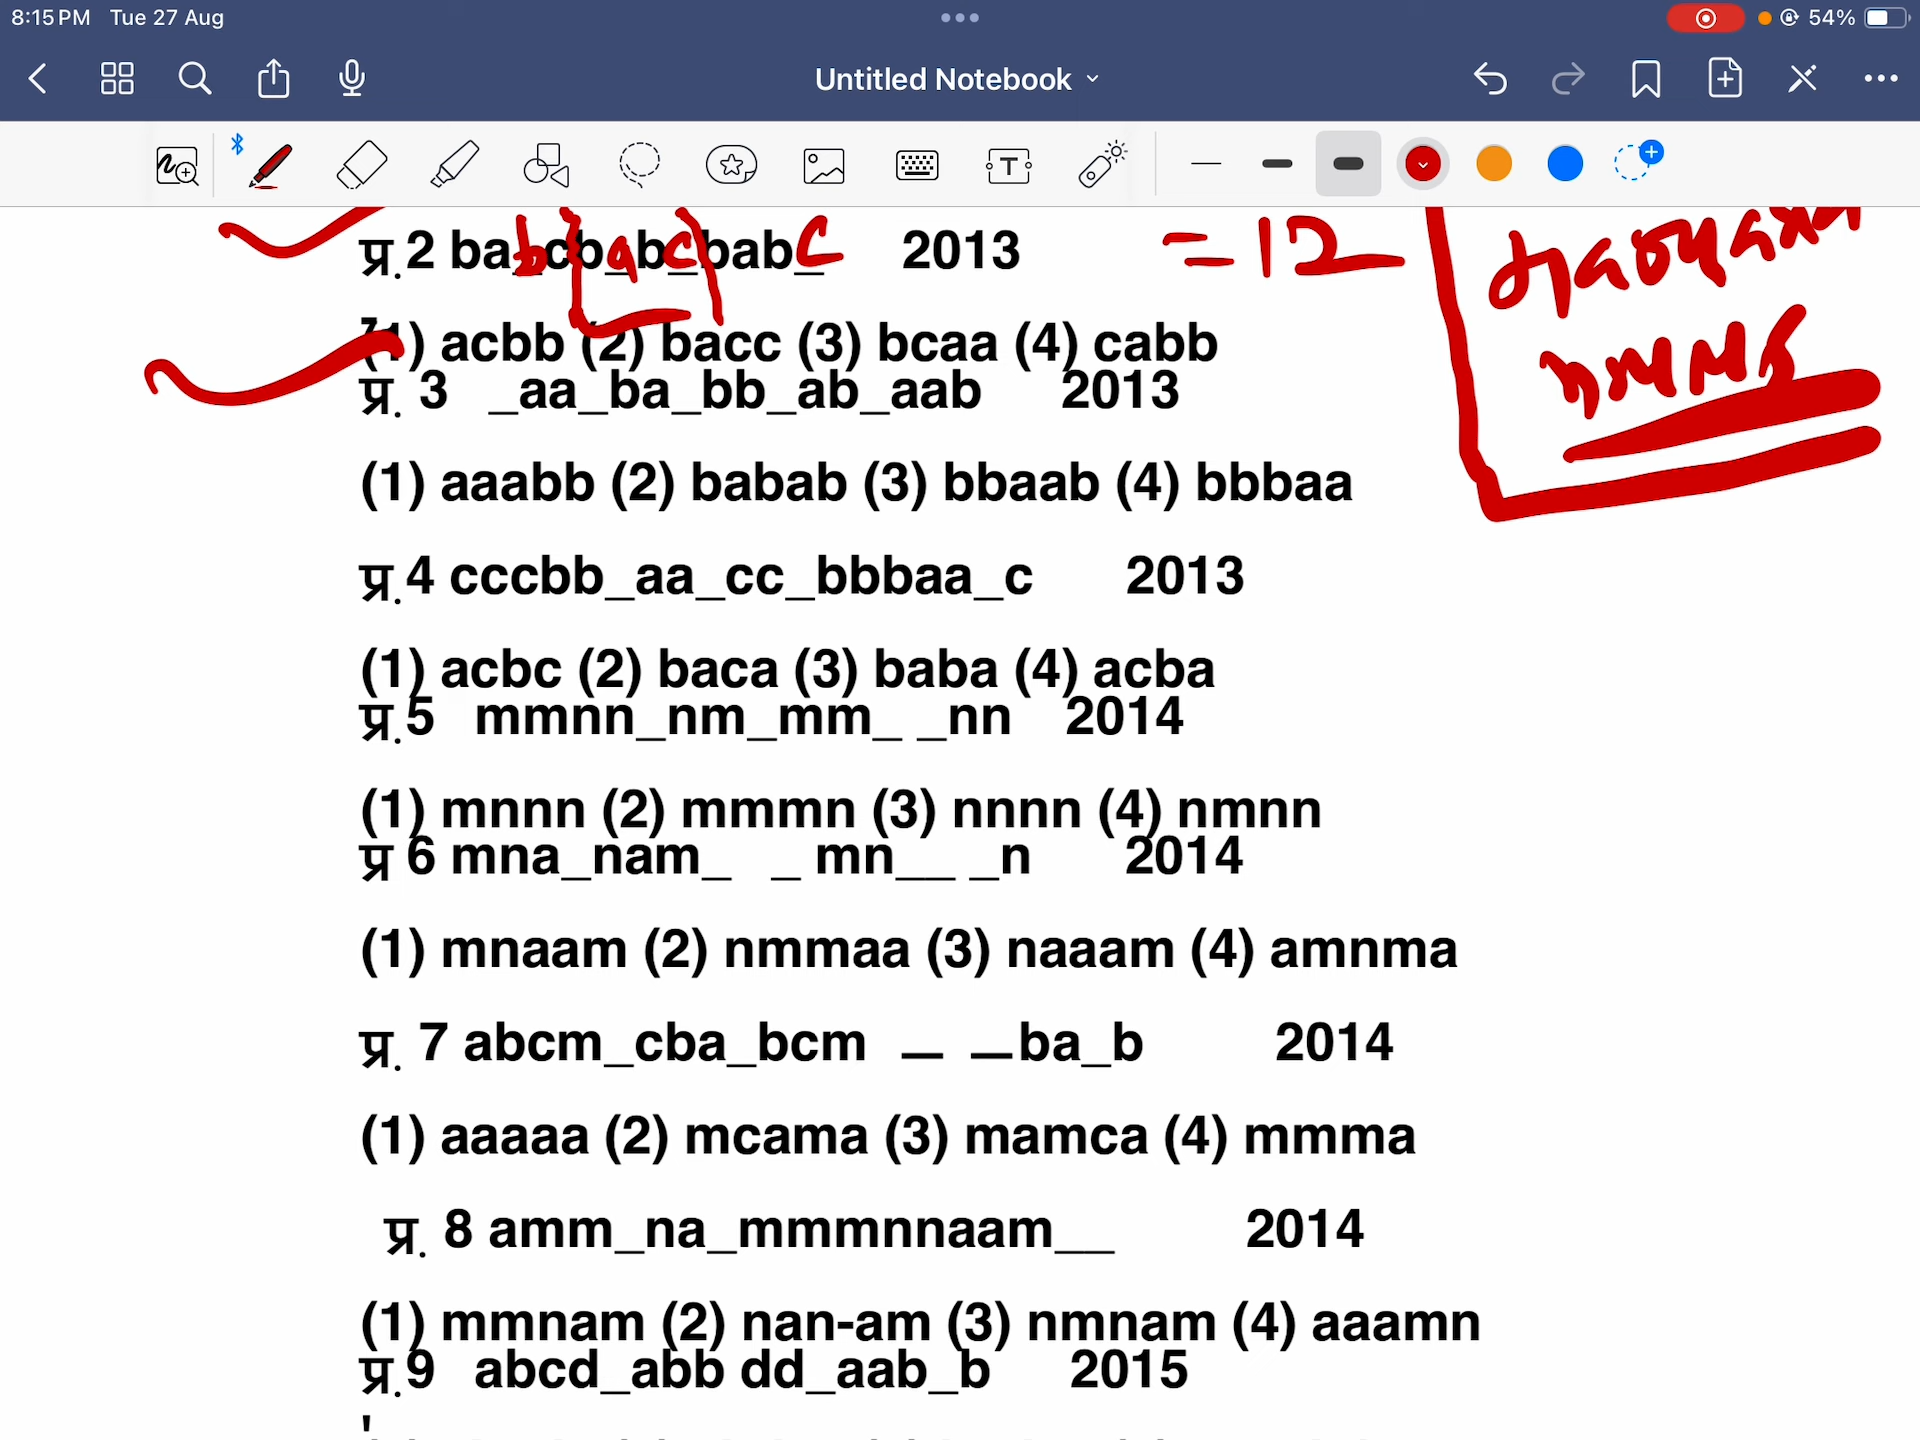 8:15 PM Tue 27 Aug
54%
Untitled Notebook
T
प्र.2 ba_cb_b_bab_ 2013
b a c c
= 12
(1) acbb (2) bacc (3) bcaa (4) cabb
प्र. 3 _aa_ba_bb_ab_aab 2013
(1) aaabb (2) babab (3) bbaab (4) bbbaa
प्र.4 cccbb_aa_cc_bbbaa_c 2013
(1) acbc (2) baca (3) baba (4) acba
प्र.5 mmnn_nm_mm_ _nn 2014
(1) mnnn (2) mmmn (3) nnnn (4) nmnn
प्र 6 mna_nam_ _ mn__ _n 2014
(1) mnaam (2) nmmaa (3) naaam (4) amnma
प्र. 7 abcm_cba_bcm _ _ba_b 2014
(1) aaaaa (2) mcama (3) mamca (4) mmma
प्र. 8 amm_na_mmmnnaam__ 2014
(1) mmnam (2) nan-am (3) nmnam (4) aaamn
प्र.9 abcd_abb dd_aab_b 2015